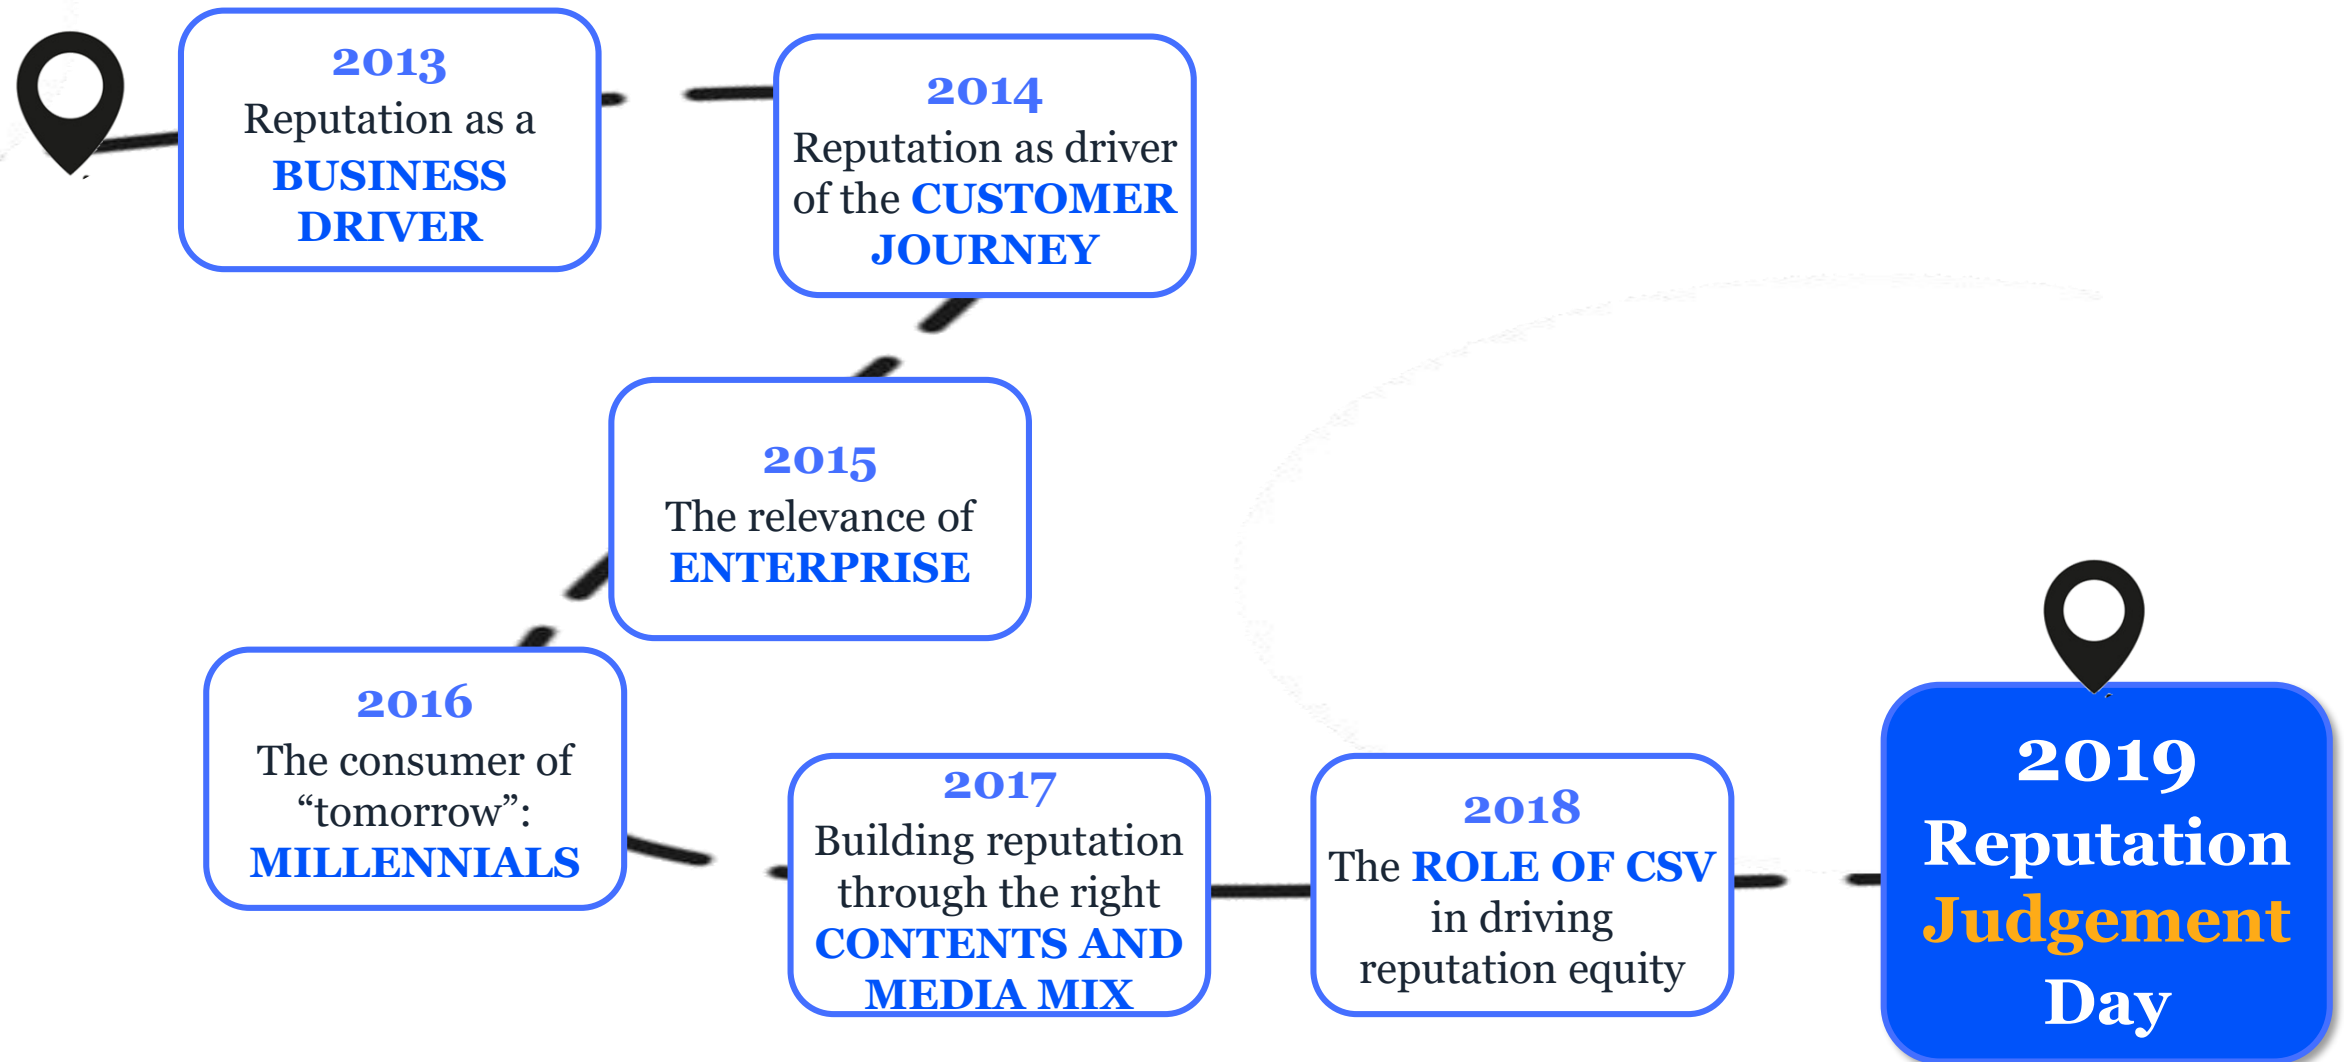 2013
Reputation as a
BUSINESS
DRIVER
2014
Reputation as driver
of the CUSTOMER
JOURNEY
2015
The relevance of
ENTERPRISE
2016
The consumer of
“tomorrow”:
MILLENNIALS
2017
Building reputation
through the right
CONTENTS AND
MEDIA MIX
2018
The ROLE OF CSV
in driving
reputation equity
2019
Reputation
Judgement
Day